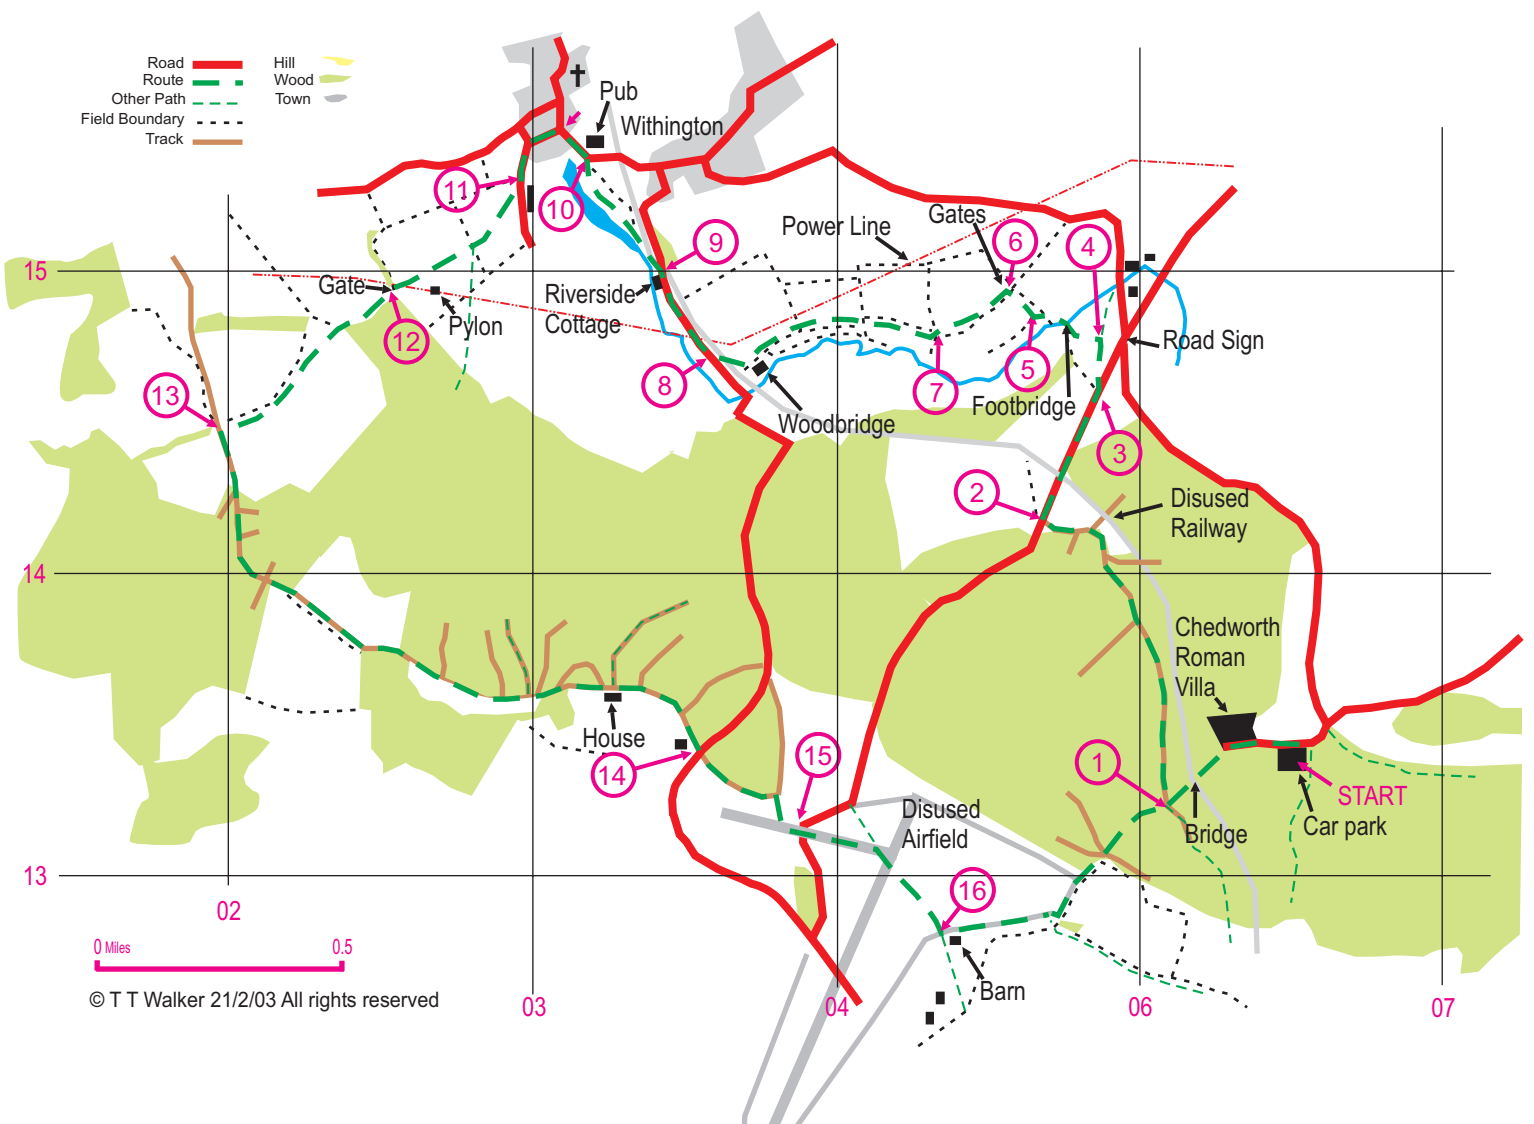 Road
Hill
Route
Wood
Other Path
Town
Field Boundary
Track
Pub
Withington
11
10
Gates
Power Line
9
6
4
15
Gate
Riverside
Cottage
Pylon
12
Road Sign
8
5
7
13
Footbridge
Woodbridge
3
2
Disused
Railway
14
Chedworth
Roman
Villa
House
14
15
1
START
Disused
Airfield
Bridge
Car park
13
16
02
0 Miles
0.5
Barn
© T T Walker 21/2/03 All rights reserved
03
04
06
07